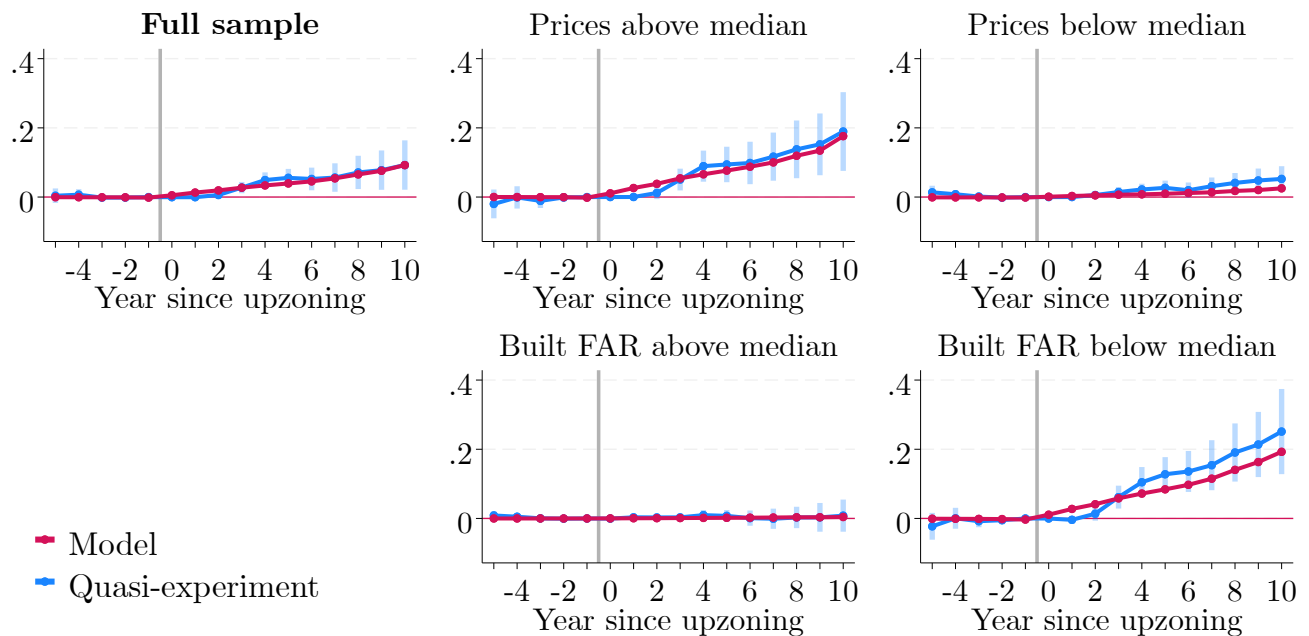 Full sample
Prices above median
Prices below median
.4
.2
0
-4 -2 0 2 4 6 8 10
Year since upzoning
.4
.2
0
-4 -2 0 2 4 6 8 10
Year since upzoning
.4
.2
0
-4 -2 0 2 4 6 8 10
Year since upzoning
Built FAR above median
Built FAR below median
.4
.2
0
-4 -2 0 2 4 6 8 10
Year since upzoning
.4
.2
0
-4 -2 0 2 4 6 8 10
Year since upzoning
Model
Quasi-experiment